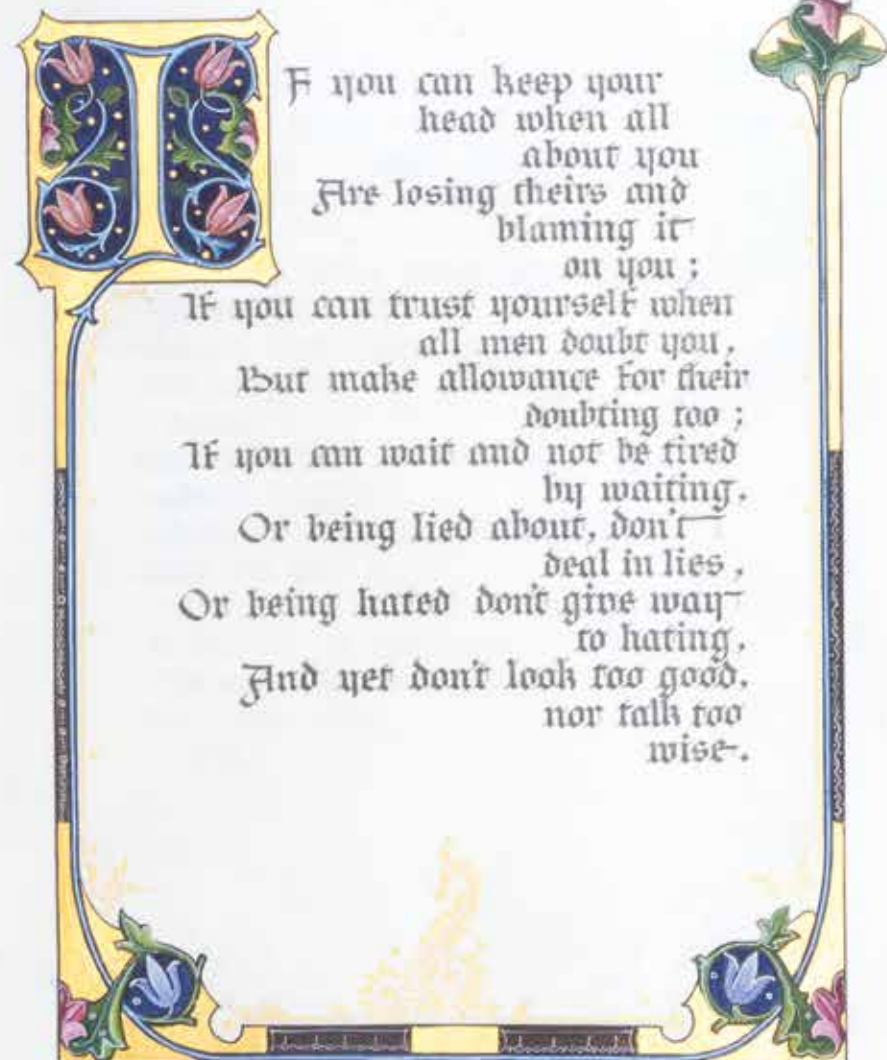 IF you can keep your
head when all
about you
Are losing theirs and
blaming it
on you ;
If you can trust yourself when
all men doubt you,
But make allowance for their
doubting too ;
If you can wait and not be tired
by waiting,
Or being lied about, don't
deal in lies,
Or being hated don't give way
to hating,
And yet don't look too good,
nor talk too
wise.